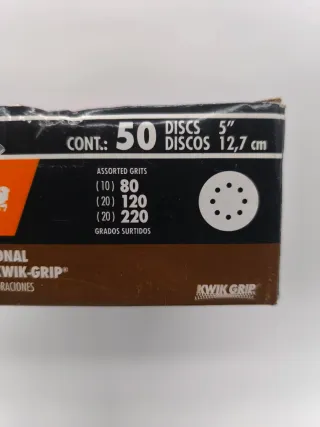 CONT.: 50 DISCS 5"
DISCOS 12,7 cm
ASSORTED GRITS
(10) 80
(20) 120
(20) 220
GRADOS SURTIDOS
ONAL
KWIK-GRIP®
RACIONES
KWIK GRIP